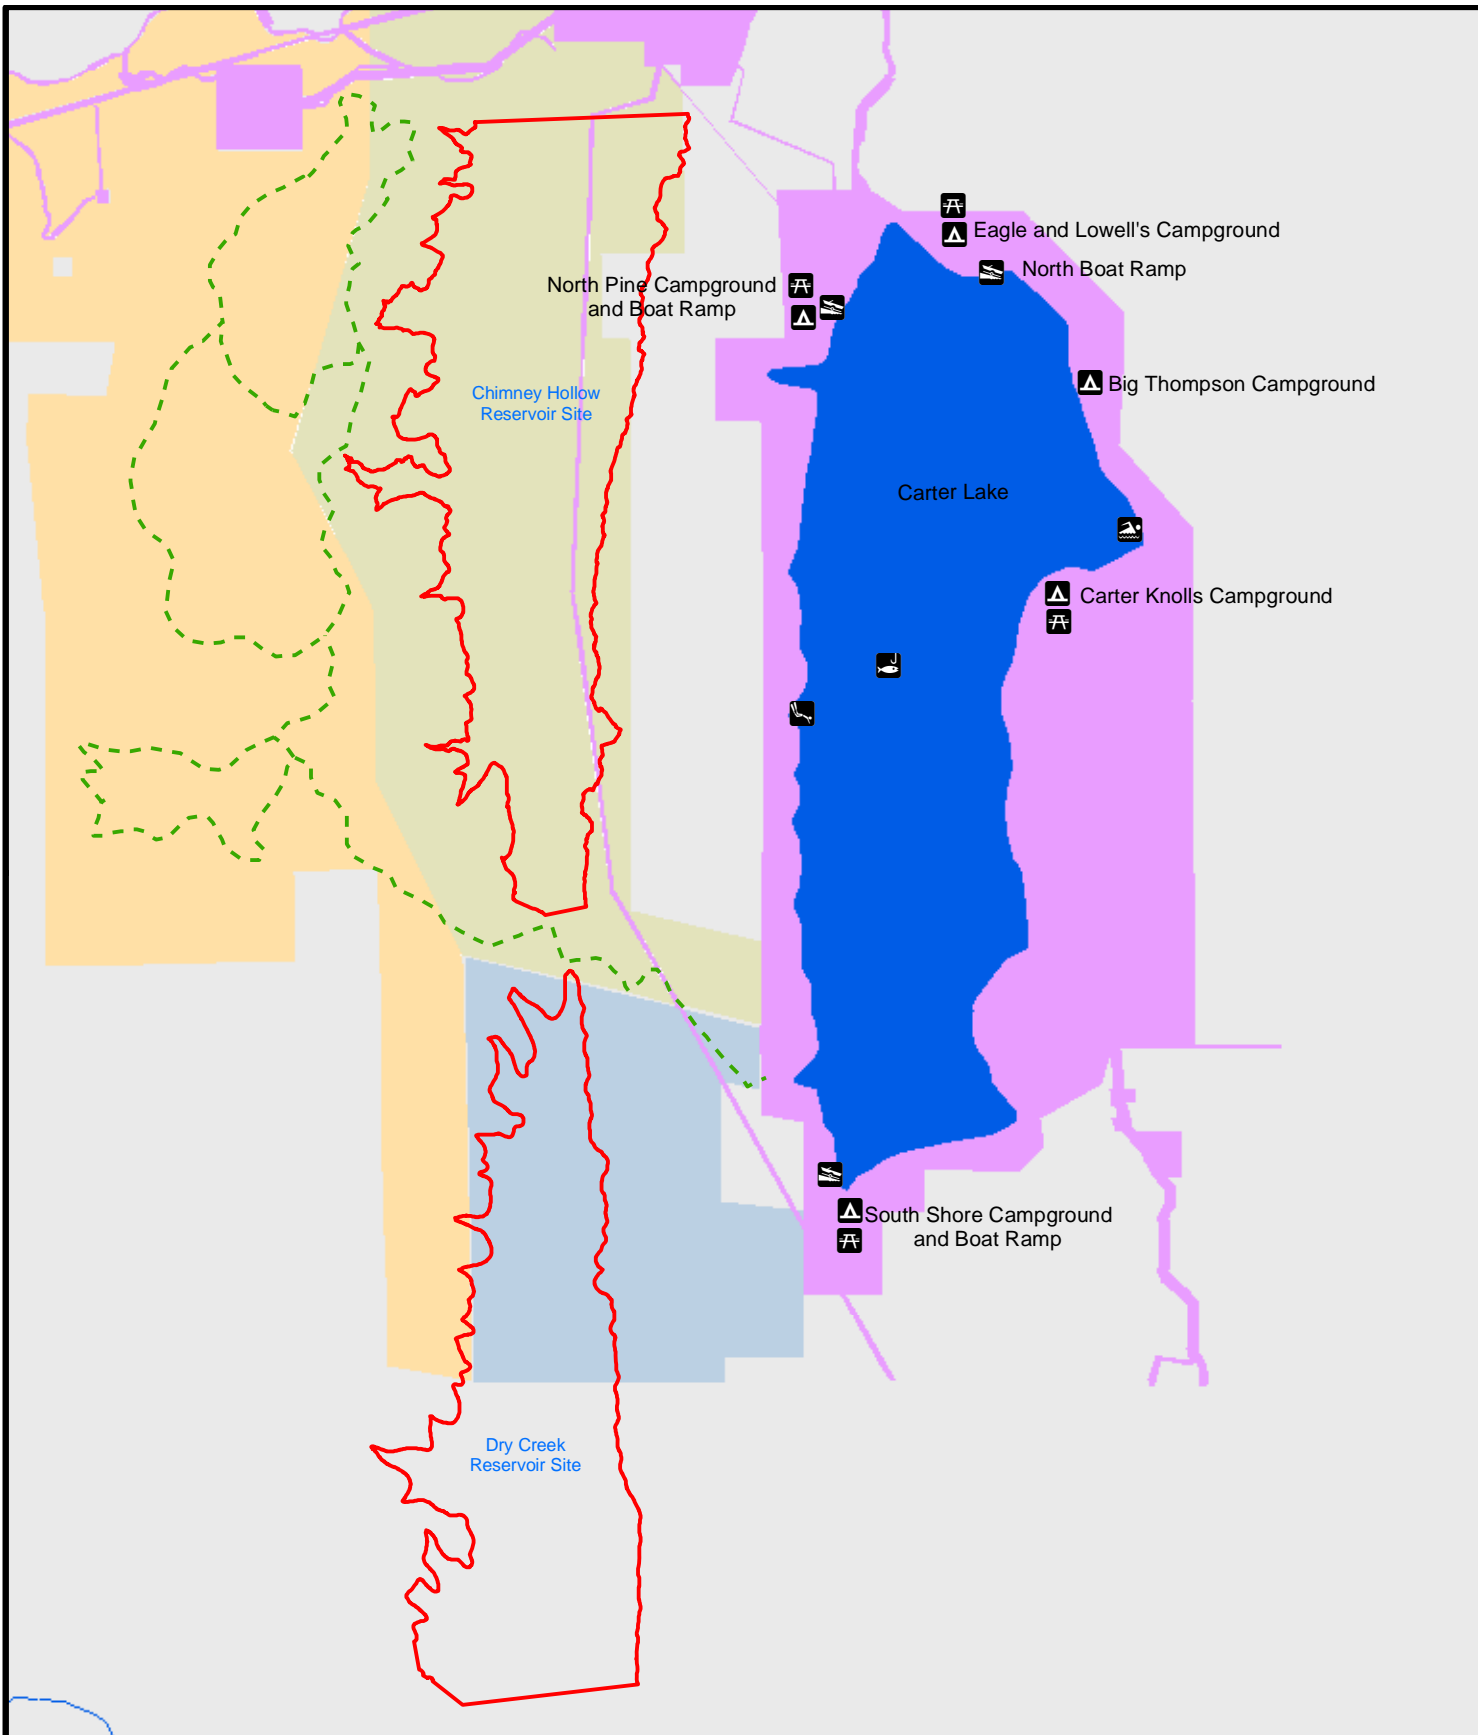 Eagle and Lowell's Campground
North Boat Ramp
North Pine Campground
and Boat Ramp
Big Thompson Campground
Chimney Hollow
Reservoir Site
Carter Lake
Carter Knolls Campground
South Shore Campground
and Boat Ramp
Dry Creek
Reservoir Site